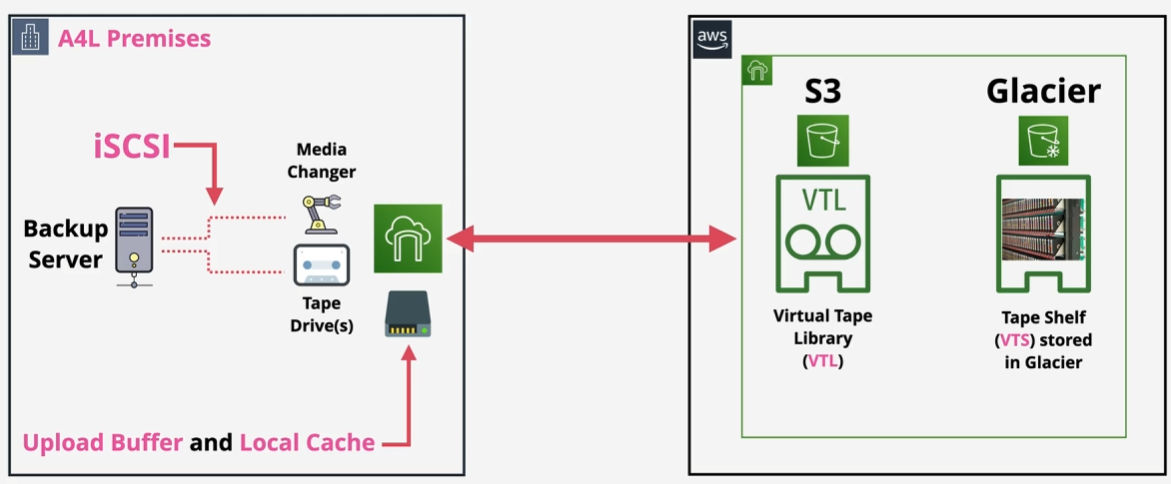 A4L Premises
iSCSI
Media
Changer
Backup
Server
Tape
Drive(s)
Upload Buffer and Local Cache
aws
S3
Glacier
VTL
Virtual Tape
Library
(VTL)
Tape Shelf
(VTS) stored
in Glacier